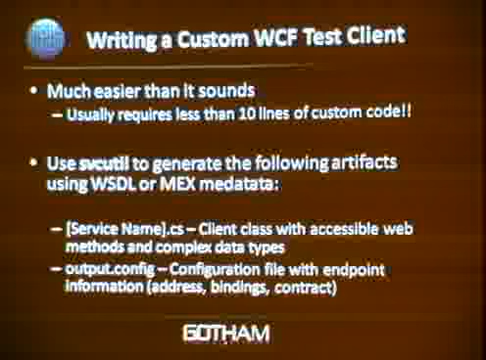 Writing a Custom WCF Test Client
• Much easier than it sounds
– Usually requires less than 10 lines of custom code!!
• Use svcutil to generate the following artifacts
using WSDL or MEX medatata:
– [Service Name].cs – Client class with accessible web
methods and complex data types
– output.config – Configuration file with endpoint
information (address, bindings, contract)
GOTHAM